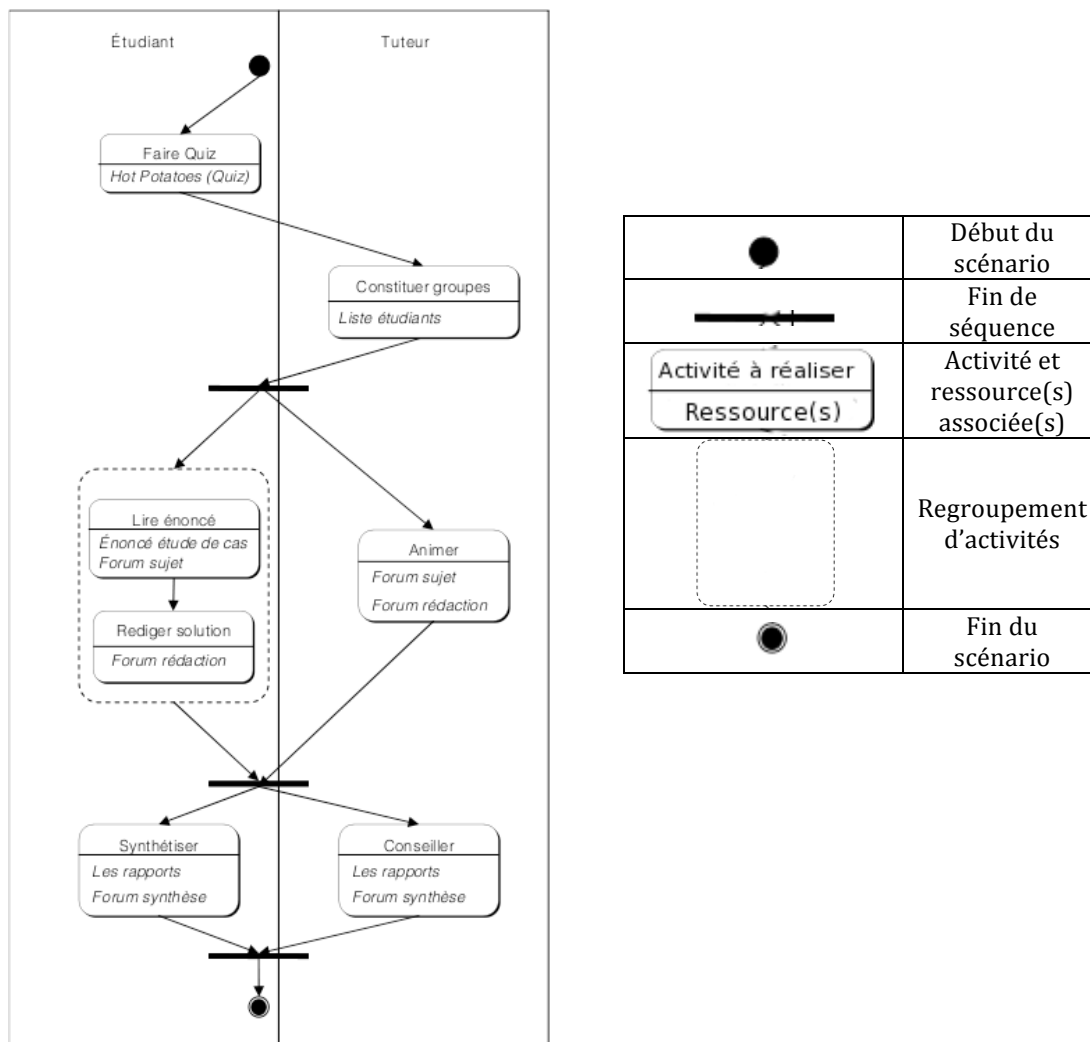 Étudiant
Tuteur
Faire Quiz
Hot Potatoes (Quiz)
Constituer groupes
Liste étudiants
Lire énoncé
Énoncé étude de cas
Forum sujet
Rediger solution
Forum rédaction
Animer
Forum sujet
Forum rédaction
Synthétiser
Les rapports
Forum synthèse
Conseiller
Les rapports
Forum synthèse
Début du
scénario
Fin de
séquence
Activité à réaliser
Ressource(s)
Activité et
ressource(s)
associée(s)
Regroupement
d'activités
Fin du
scénario